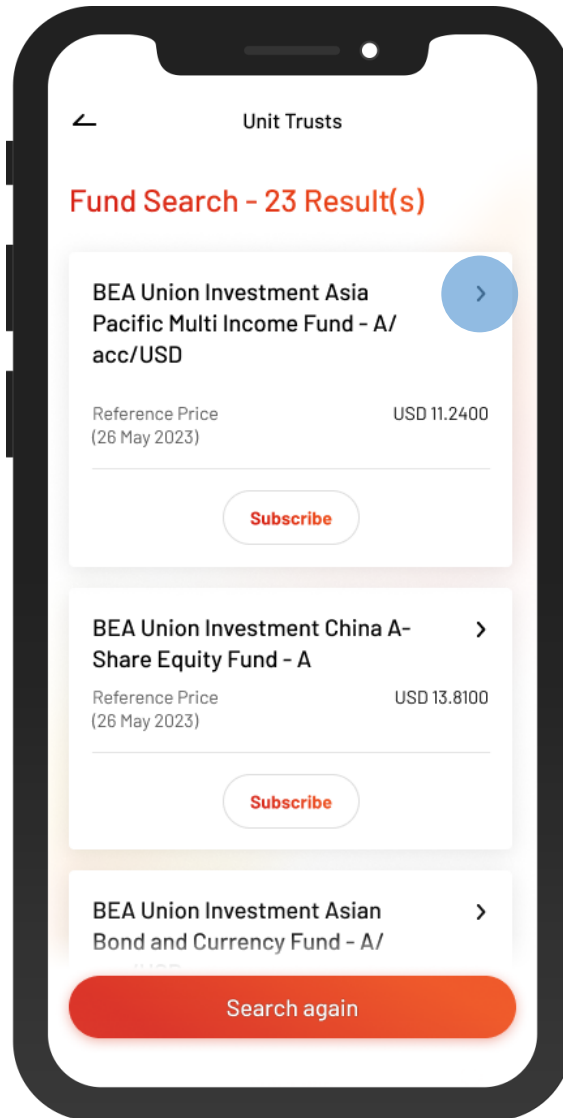 Unit Trusts
Fund Search - 23 Result(s)
BEA Union Investment Asia
Pacific Multi Income Fund - A/
acc/USD
Reference Price
USD 11.2400
(26 May 2023)
Subscribe
BEA Union Investment China A-
Share Equity Fund - A
Reference Price
USD 13.8100
(26 May 2023)
Subscribe
BEA Union Investment Asian
Bond and Currency Fund - A/
Search again